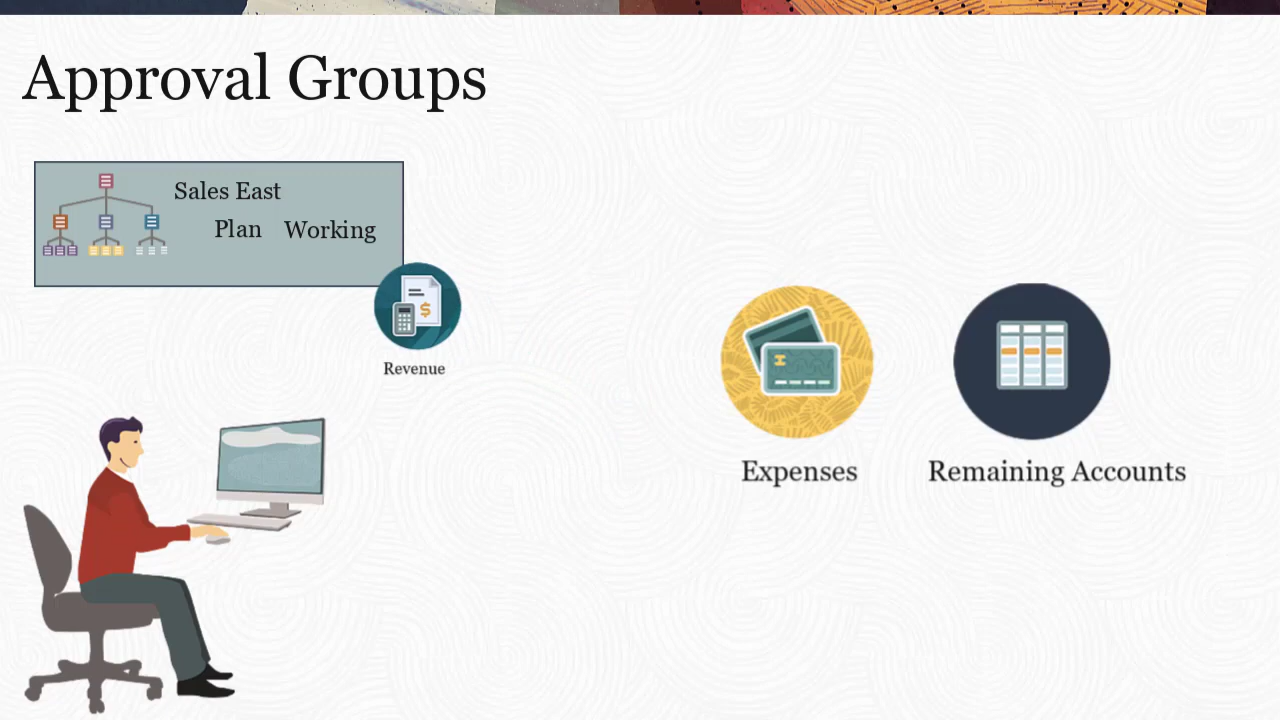 Approval Groups
Sales East
Plan Working
Revenue
Expenses
Remaining Accounts